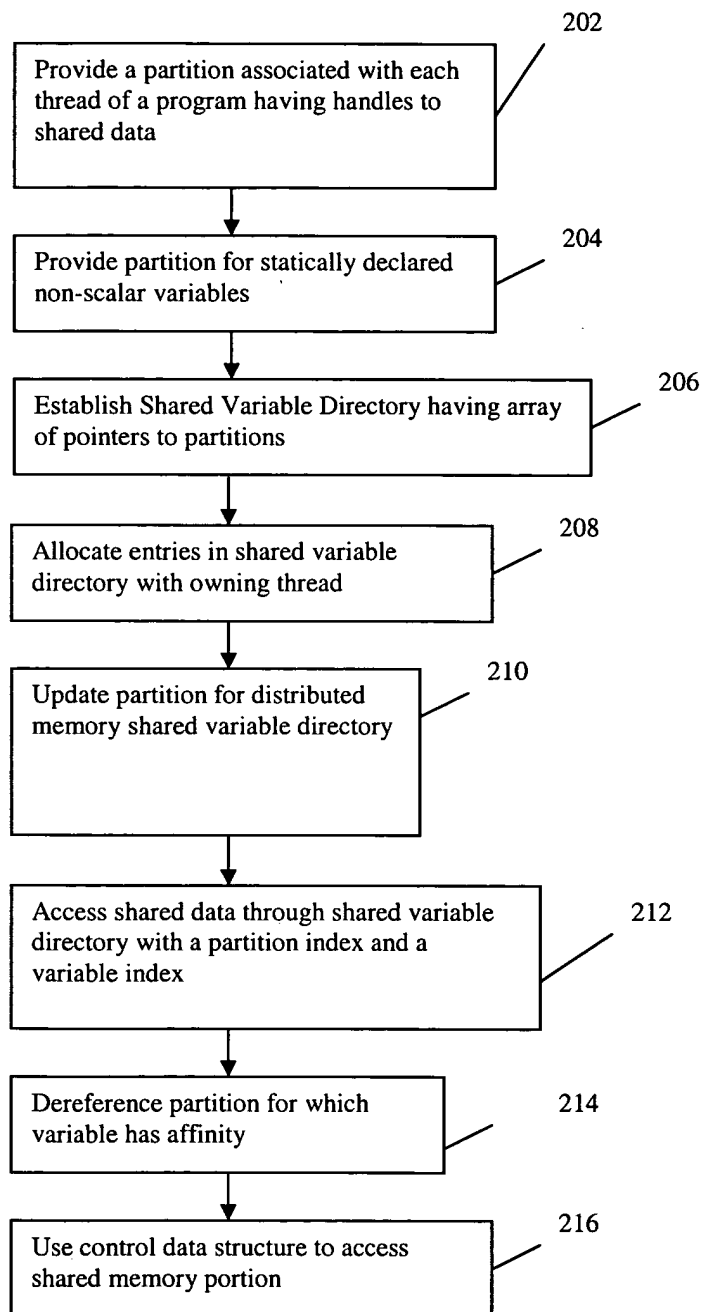 202
Provide a partition associated with each
thread of a program having handles to
shared data
204
Provide partition for statically declared
non-scalar variables
206
Establish Shared Variable Directory having array
of pointers to partitions
208
Allocate entries in shared variable
directory with owning thread
210
Update partition for distributed
memory shared variable directory
212
Access shared data through shared variable
directory with a partition index and a
variable index
214
Dereference partition for which
variable has affinity
216
Use control data structure to access
shared memory portion